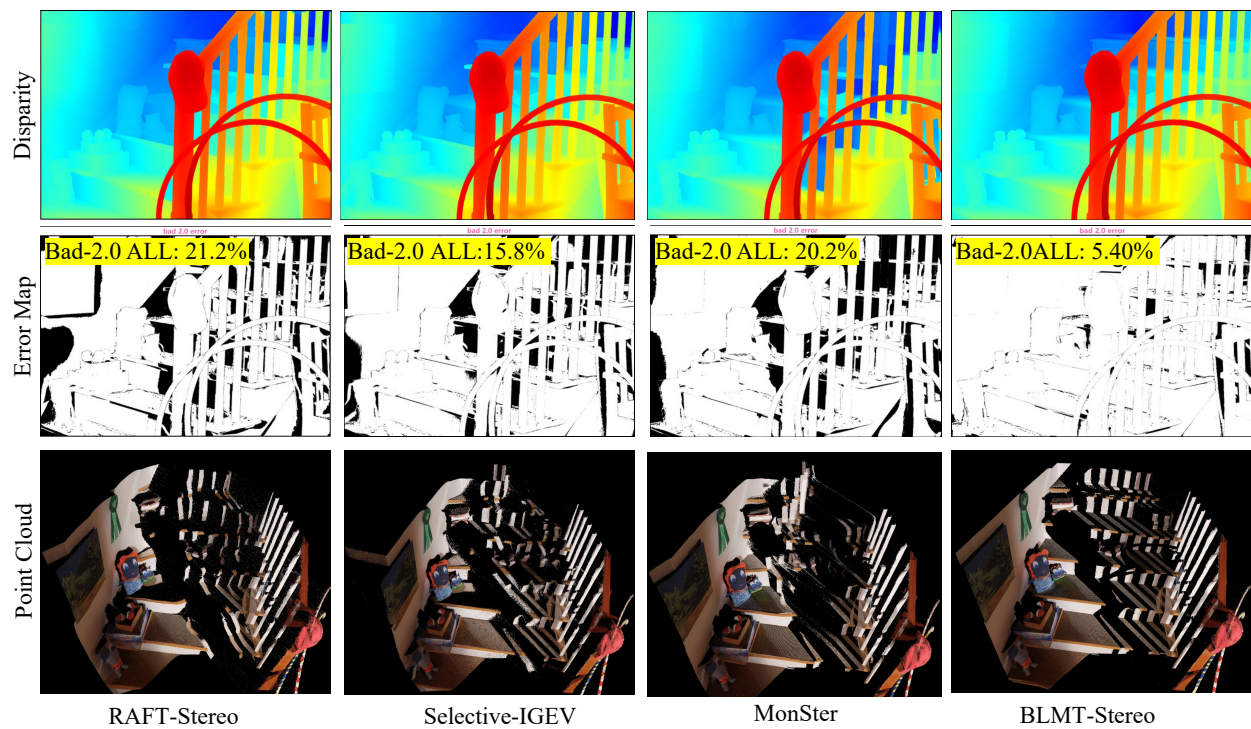 Disparity
bad 2.0 error
bad 2.0 error
bad 2.0 error
bad 2.0 error
Error Map
Bad-2.0 ALL: 21.2%
Bad-2.0 ALL:15.8%
Bad-2.0 ALL: 20.2%
Bad-2.0ALL: 5.40%
Point Cloud
RAFT-Stereo
Selective-IGEV
MonSter
BLMT-Stereo